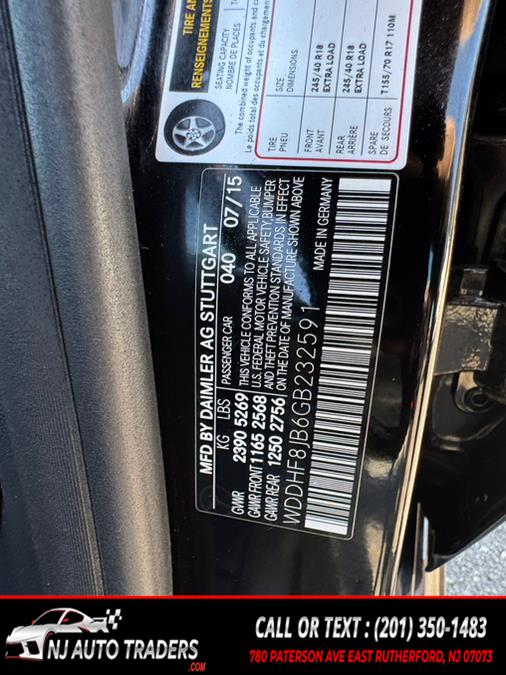 TIRE AN
RENSEIGNEMENTS
SEATING CAPACITY
NOMBRE DE PLACES
The combined weight of occupants and ca
Le poids total des occupants et du chargement
TIRE
PNEU
SIZE
DIMENSIONS
FRONT
AVANT
245/40 R18
EXTRA LOAD
REAR
ARRIÈRE
245/40 R18
EXTRA LOAD
SPARE
DE SECOURS
T155/70 R17 110M
MFD BY DAIMLER AG STUTTGART
PASSENGER CAR 040 07/15
KG LBS
GVWR 2390 5269
GAWR FRONT 1165 2568
GAWR REAR 1250 2756
THIS VEHICLE CONFORMS TO ALL APPLICABLE
U.S. FEDERAL MOTOR VEHICLE SAFETY, BUMPER
AND THEFT PREVENTION STANDARDS IN EFFECT
ON THE DATE OF MANUFACTURE SHOWN ABOVE
WDDHF8JB6GB232591
MADE IN GERMANY
NJ AUTO TRADERS
.COM
CALL OR TEXT : (201) 350-1483
780 PATERSON AVE EAST RUTHERFORD, NJ 07073